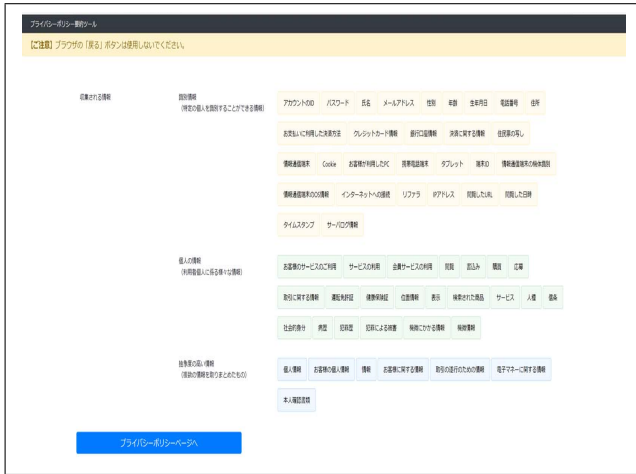 プライバシーポリシー要約ツール
【ご注意】ブラウザの「戻る」ボタンは使用しないでください。
収集される情報
識別情報
(特定の個人を識別することができる情報)
アカウントのID パスワード 氏名 メールアドレス 性別 年齢 生年月日 電話番号 住所
お支払いに利用した決済方法 クレジットカード情報 銀行口座情報 決済に関する情報 住民票の写し
情報通信端末 Cookie お客様が利用したPC 携帯電話端末 タブレット 端末ID 情報通信端末の機体識別
情報通信端末のOS情報 インターネットへの接続 リファラ IPアドレス 閲覧したURL 閲覧した日時
タイムスタンプ サーバログ情報
個人の情報
(利用者個人に係る様々な情報)
お客様のサービスのご利用 サービスの利用 会員サービスの利用 閲覧 書込み 購買 応募
取引に関する情報 運転免許証 健康保険証 位置情報 表示 検索された商品 サービス 人種 信条
社会的身分 病歴 犯罪歴 犯罪による被害 特徴にかかる情報 特徴情報
抽象度の高い情報
(複数の情報を取りまとめたもの)
個人情報 お客様の個人情報 情報 お客様に関する情報 取引の遂行のための情報 電子マネーに関する情報
本人確認書類
プライバシーポリシーページへ